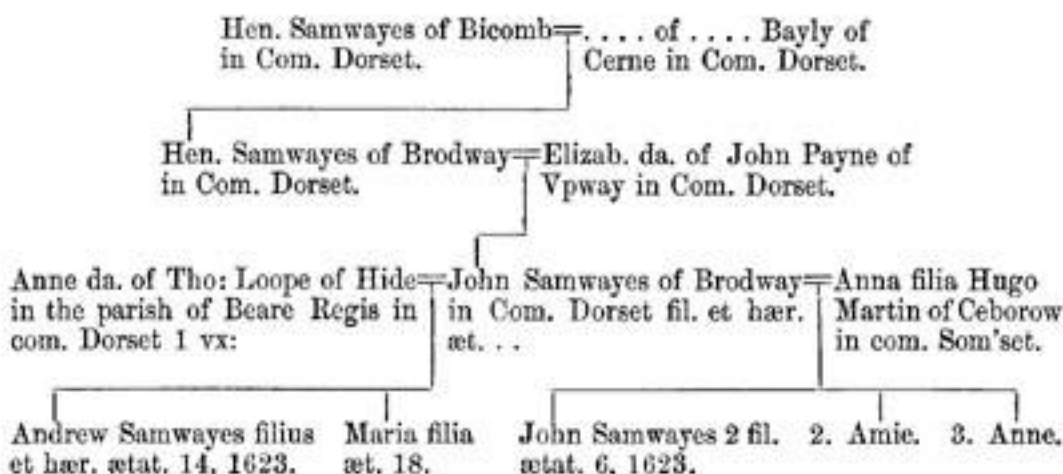 Hen. Samwayes of Bicomb=. . . . of . . . . Bayly of
in Com. Dorset. Cerne in Com. Dorset.
Hen. Samwayes of Brodway=Elizab. da. of John Payne of
in Com. Dorset. Vpway in Com. Dorset.
Anne da. of Tho: Loope of Hide=John Samwayes of Brodway=Anna filia Hugo
in the parish of Beare Regis in in Com. Dorset fil. et hær. Martin of Ceborow
com. Dorset 1 vx: æt. . . in com. Som'set.
Andrew Samwayes filius Maria filia John Samwayes 2 fil. 2. Amie. 3. Anne.
et hær. ætat. 14, 1623. æt. 18. ætat. 6, 1623.